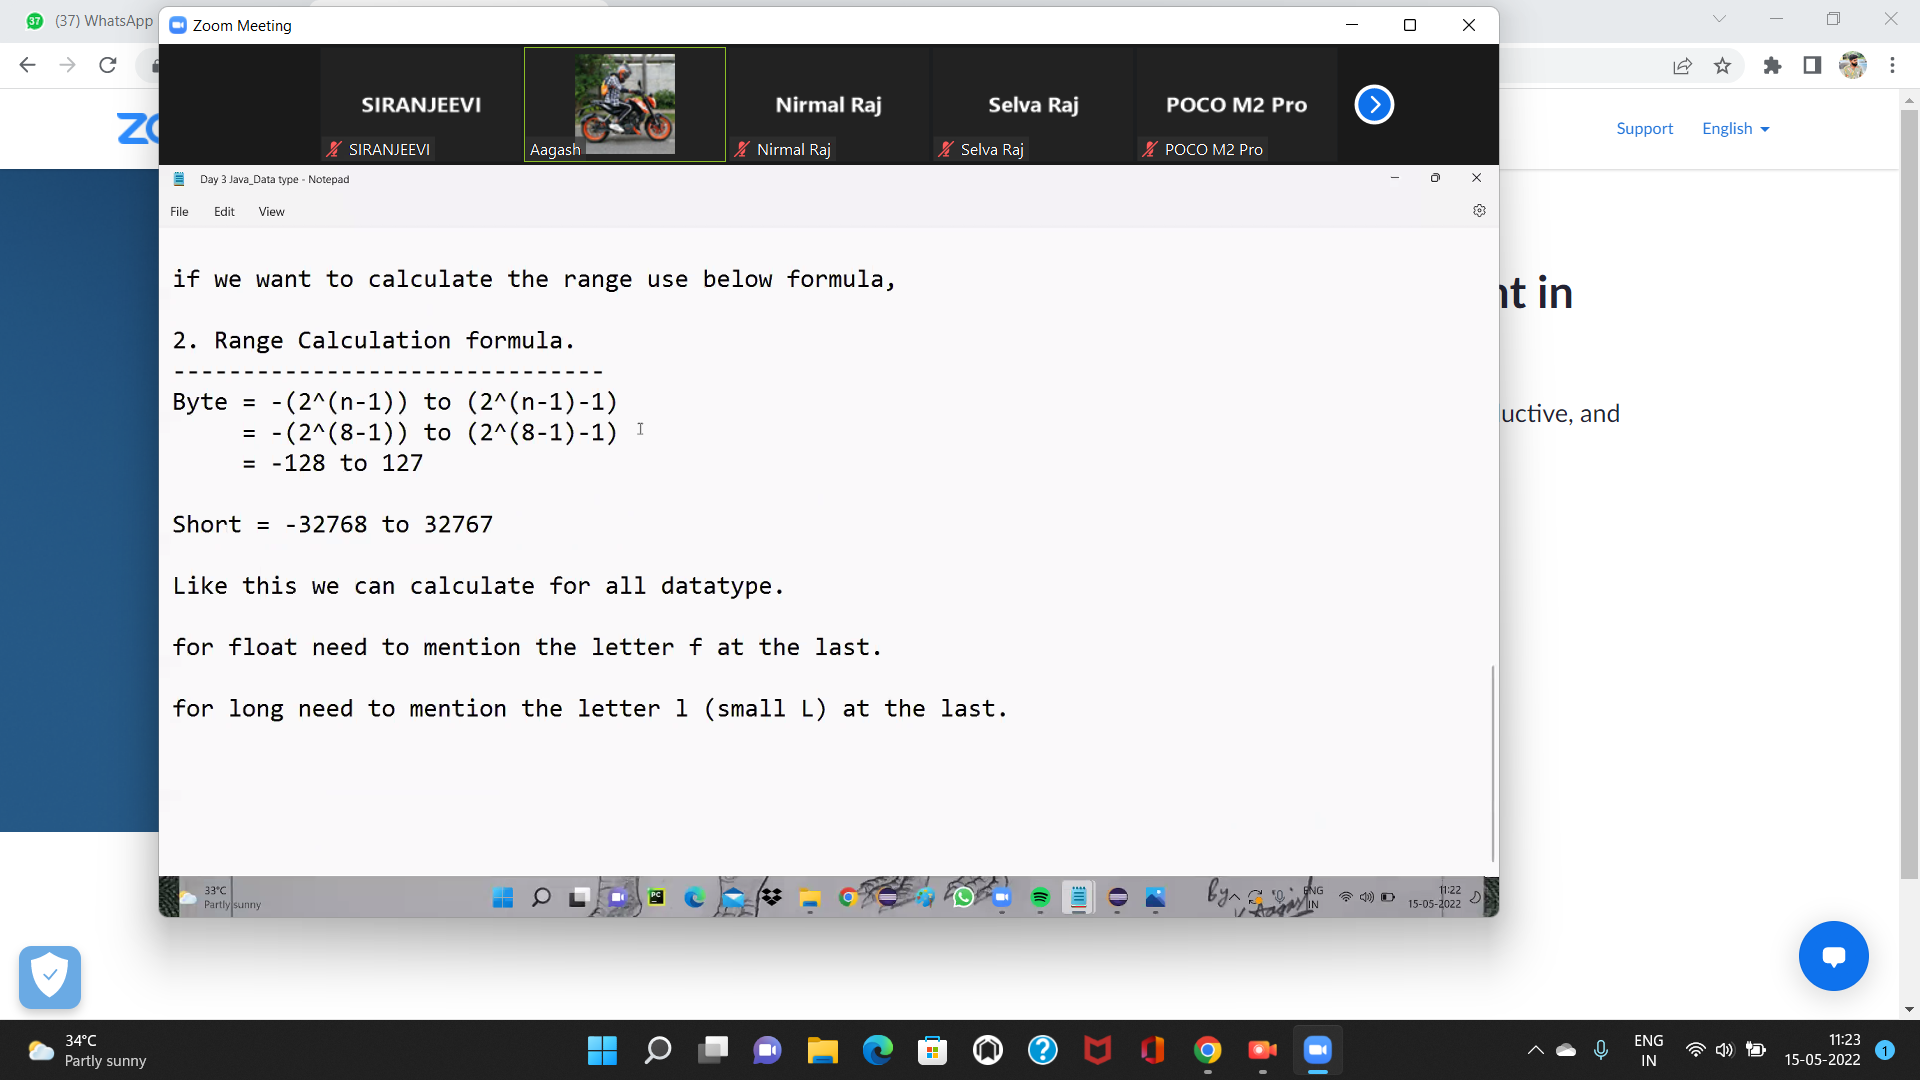 37
(37) WhatsApp
Zoom Meeting
SIRANJEEVI
Nirmal Raj
Selva Raj
POCO M2 Pro
SIRANJEEVI
Aagash
Nirmal Raj
Selva Raj
POCO M2 Pro
Support
English
Day 3 Java_Data type - Notepad
File
Edit
View
if we want to calculate the range use below formula,
2. Range Calculation formula.
-------------------------------
Byte = -(2^(n-1)) to (2^(n-1)-1)
= -(2^(8-1)) to (2^(8-1)-1)
= -128 to 127
Short = -32768 to 32767
Like this we can calculate for all datatype.
for float need to mention the letter f at the last.
for long need to mention the letter l (small L) at the last.
nt in
uctive, and
33°C
Partly sunny
PC
by
ENG
IN
11:22
15-05-2022
34°C
Partly sunny
ENG
IN
11:23
15-05-2022
1